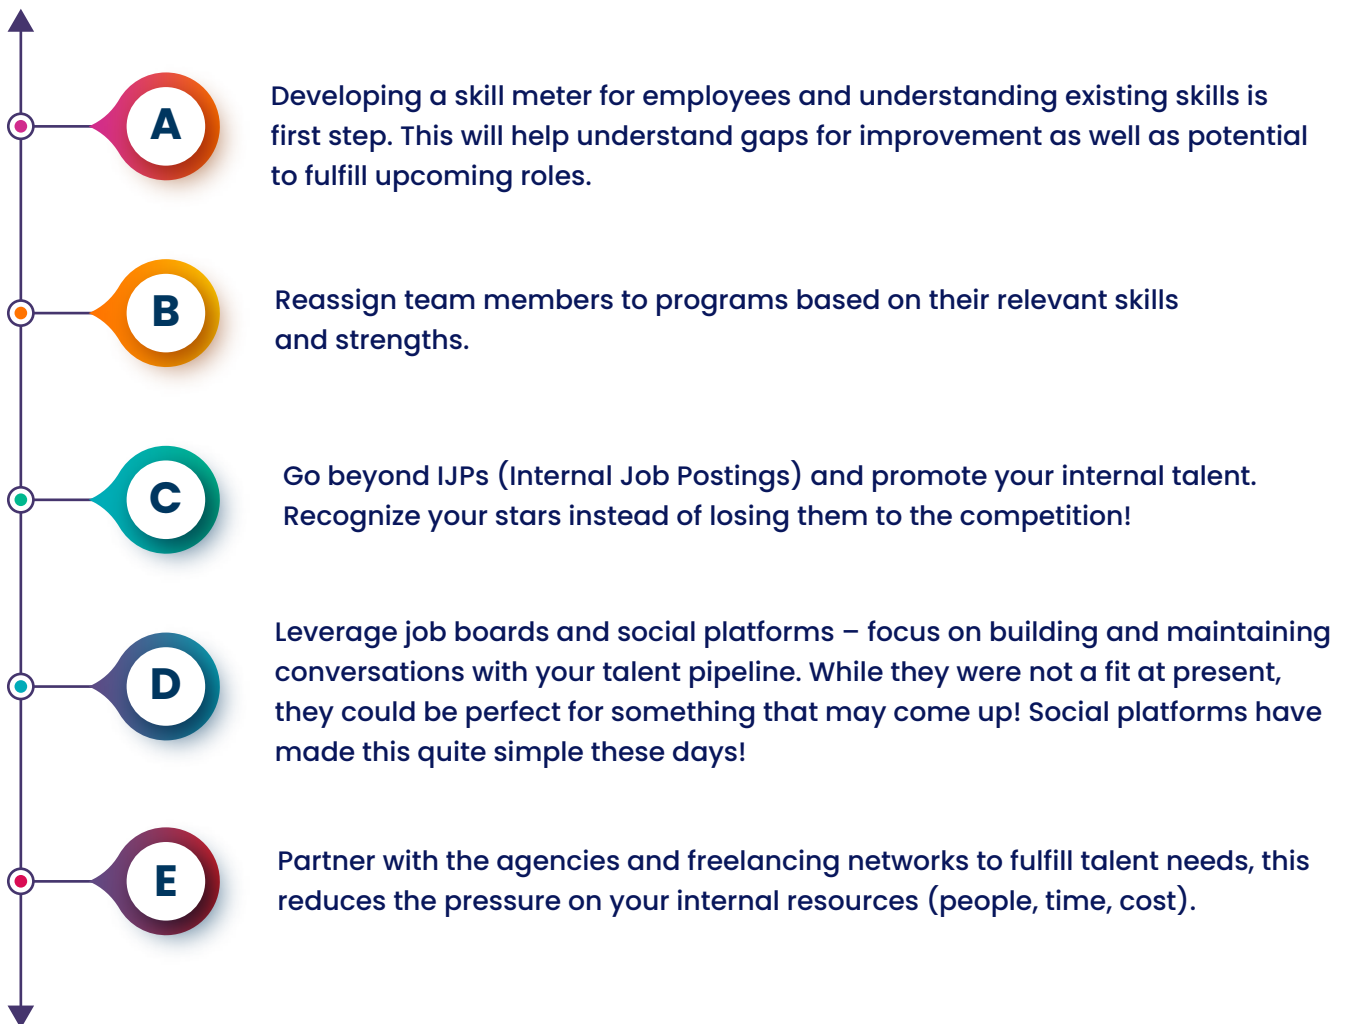 A
Developing a skill meter for employees and understanding existing skills is
first step. This will help understand gaps for improvement as well as potential
to fulfill upcoming roles.
B
Reassign team members to programs based on their relevant skills
and strengths.
C
Go beyond IJPs (Internal Job Postings) and promote your internal talent.
Recognize your stars instead of losing them to the competition!
D
Leverage job boards and social platforms – focus on building and maintaining
conversations with your talent pipeline. While they were not a fit at present,
they could be perfect for something that may come up! Social platforms have
made this quite simple these days!
E
Partner with the agencies and freelancing networks to fulfill talent needs, this
reduces the pressure on your internal resources (people, time, cost).